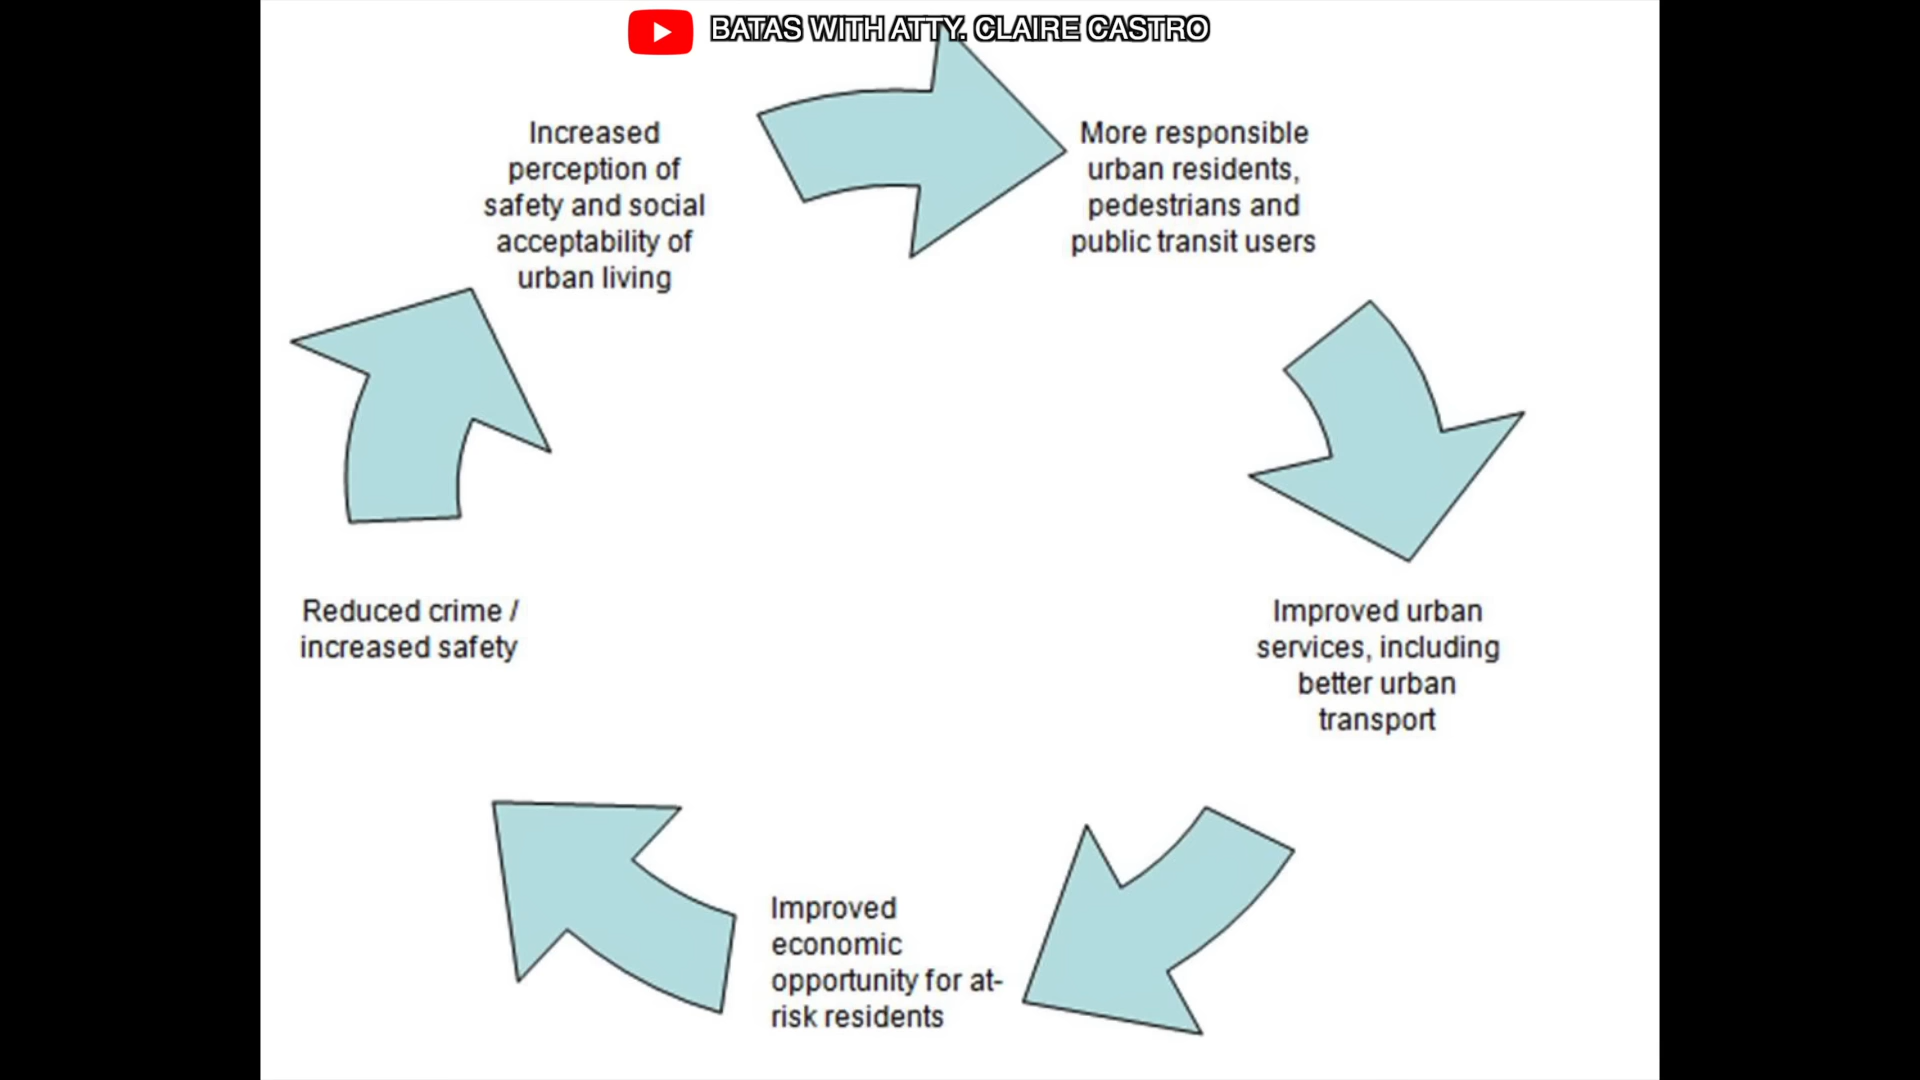 BATAS WITH ATTY. CLAIRE CASTRO
Increased
perception of
safety and social
acceptability of
urban living
More responsible
urban residents,
pedestrians and
public transit users
Improved urban
services, including
better urban
transport
Improved
economic
opportunity for at-
risk residents
Reduced crime /
increased safety